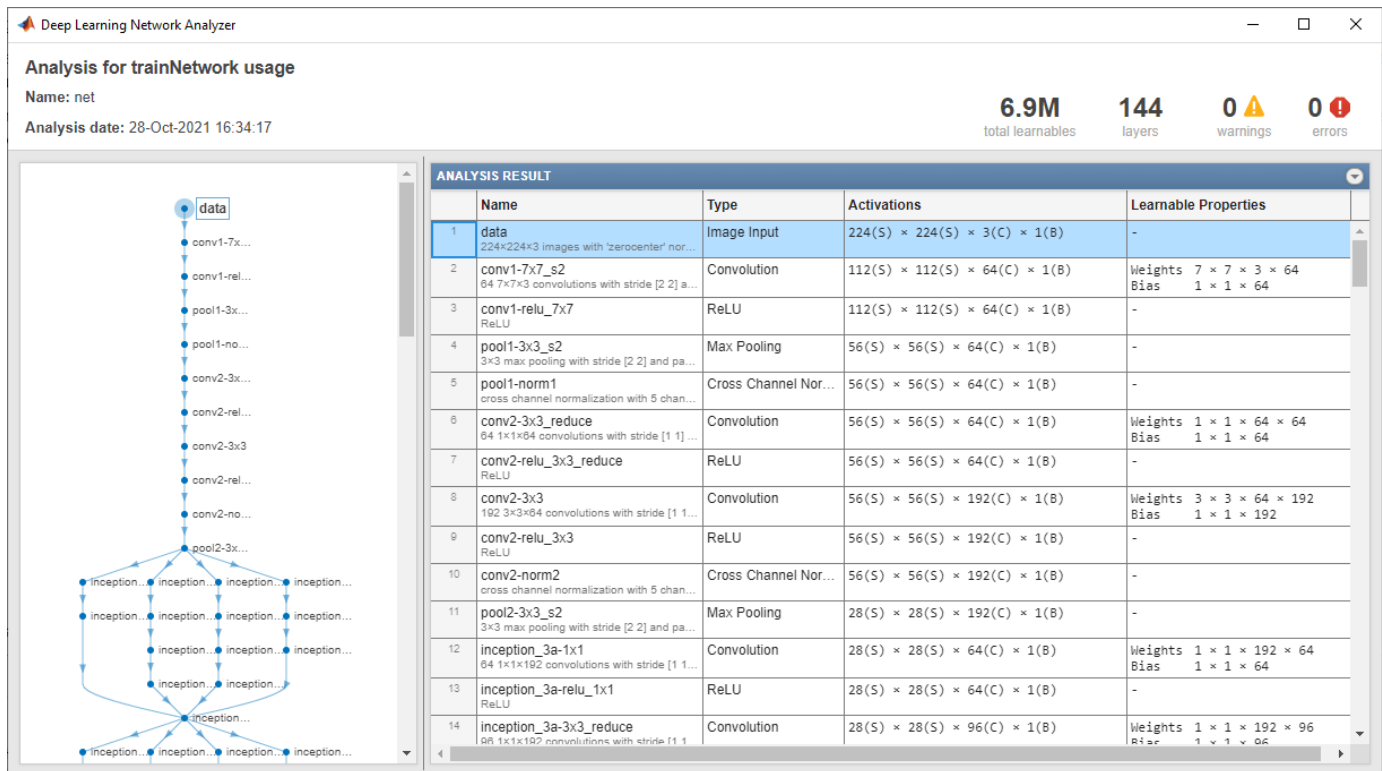 Deep Learning Network Analyzer
Analysis for trainNetwork usage
Name: net
Analysis date: 28-Oct-2021 16:34:17
6.9M
total learnables
144
layers
0
warnings
0
errors
data
conv1-7x...
conv1-rel...
pool1-3x...
pool1-no...
conv2-3x...
conv2-rel...
conv2-3x3
conv2-rel...
conv2-no...
pool2-3x...
inception... inception... inception... inception...
inception... inception... inception... inception...
inception... inception... inception...
inception... inception...
inception...
inception... inception... inception... inception...
ANALYSIS RESULT
Name Type Activations Learnable Properties
1 data Image Input 224(S) × 224(S) × 3(C) × 1(B) -
224×224×3 images with 'zerocenter' nor...
2 conv1-7x7_s2 Convolution 112(S) × 112(S) × 64(C) × 1(B) Weights 7 × 7 × 3 × 64
64 7×7×3 convolutions with stride [2 2] a... Bias 1 × 1 × 64
3 conv1-relu_7x7 ReLU 112(S) × 112(S) × 64(C) × 1(B) -
ReLU
4 pool1-3x3_s2 Max Pooling 56(S) × 56(S) × 64(C) × 1(B) -
3×3 max pooling with stride [2 2] and pa...
5 pool1-norm1 Cross Channel Nor... 56(S) × 56(S) × 64(C) × 1(B) -
cross channel normalization with 5 chan...
6 conv2-3x3_reduce Convolution 56(S) × 56(S) × 64(C) × 1(B) Weights 1 × 1 × 64 × 64
64 1×1×64 convolutions with stride [1 1] ... Bias 1 × 1 × 64
7 conv2-relu_3x3_reduce ReLU 56(S) × 56(S) × 64(C) × 1(B) -
ReLU
8 conv2-3x3 Convolution 56(S) × 56(S) × 192(C) × 1(B) Weights 3 × 3 × 64 × 192
192 3×3×64 convolutions with stride [1 1... Bias 1 × 1 × 192
9 conv2-relu_3x3 ReLU 56(S) × 56(S) × 192(C) × 1(B) -
ReLU
10 conv2-norm2 Cross Channel Nor... 56(S) × 56(S) × 192(C) × 1(B) -
cross channel normalization with 5 chan...
11 pool2-3x3_s2 Max Pooling 28(S) × 28(S) × 192(C) × 1(B) -
3×3 max pooling with stride [2 2] and pa...
12 inception_3a-1x1 Convolution 28(S) × 28(S) × 64(C) × 1(B) Weights 1 × 1 × 192 × 64
64 1×1×192 convolutions with stride [1 1... Bias 1 × 1 × 64
13 inception_3a-relu_1x1 ReLU 28(S) × 28(S) × 64(C) × 1(B) -
ReLU
14 inception_3a-3x3_reduce Convolution 28(S) × 28(S) × 96(C) × 1(B) Weights 1 × 1 × 192 × 96
96 1×1×192 convolutions with stride [1 1 Bias 1 × 1 × 96